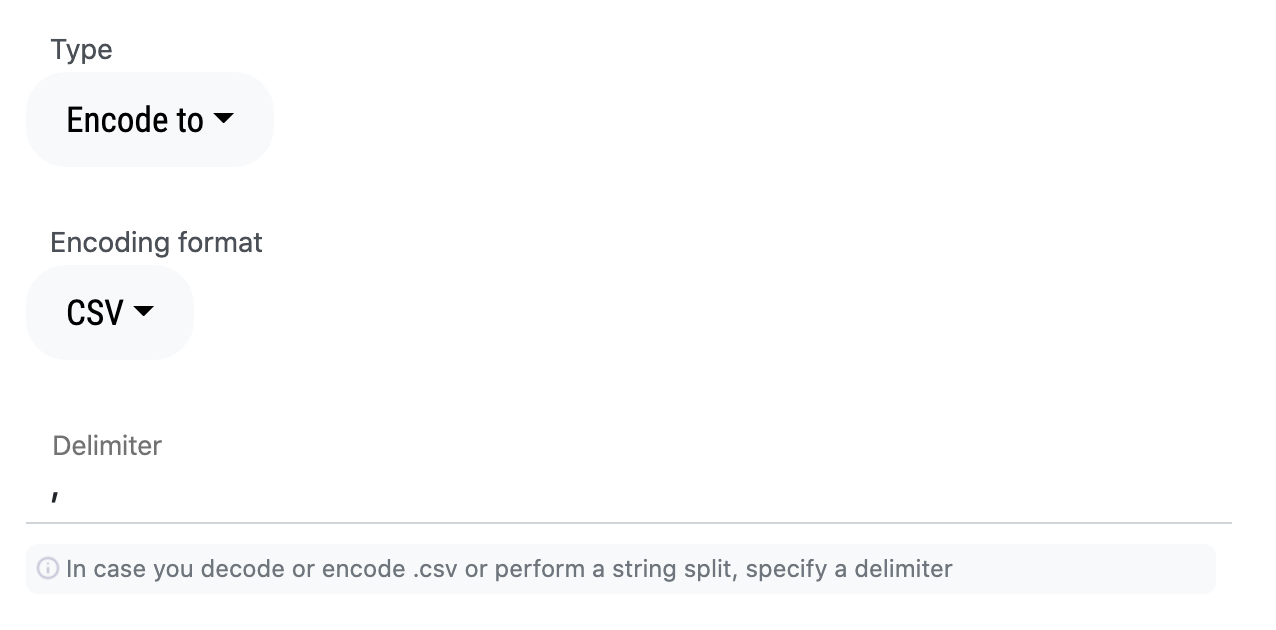 Type
Encode to
Encoding format
CSV
Delimiter
,
In case you decode or encode .csv or perform a string split, specify a delimiter